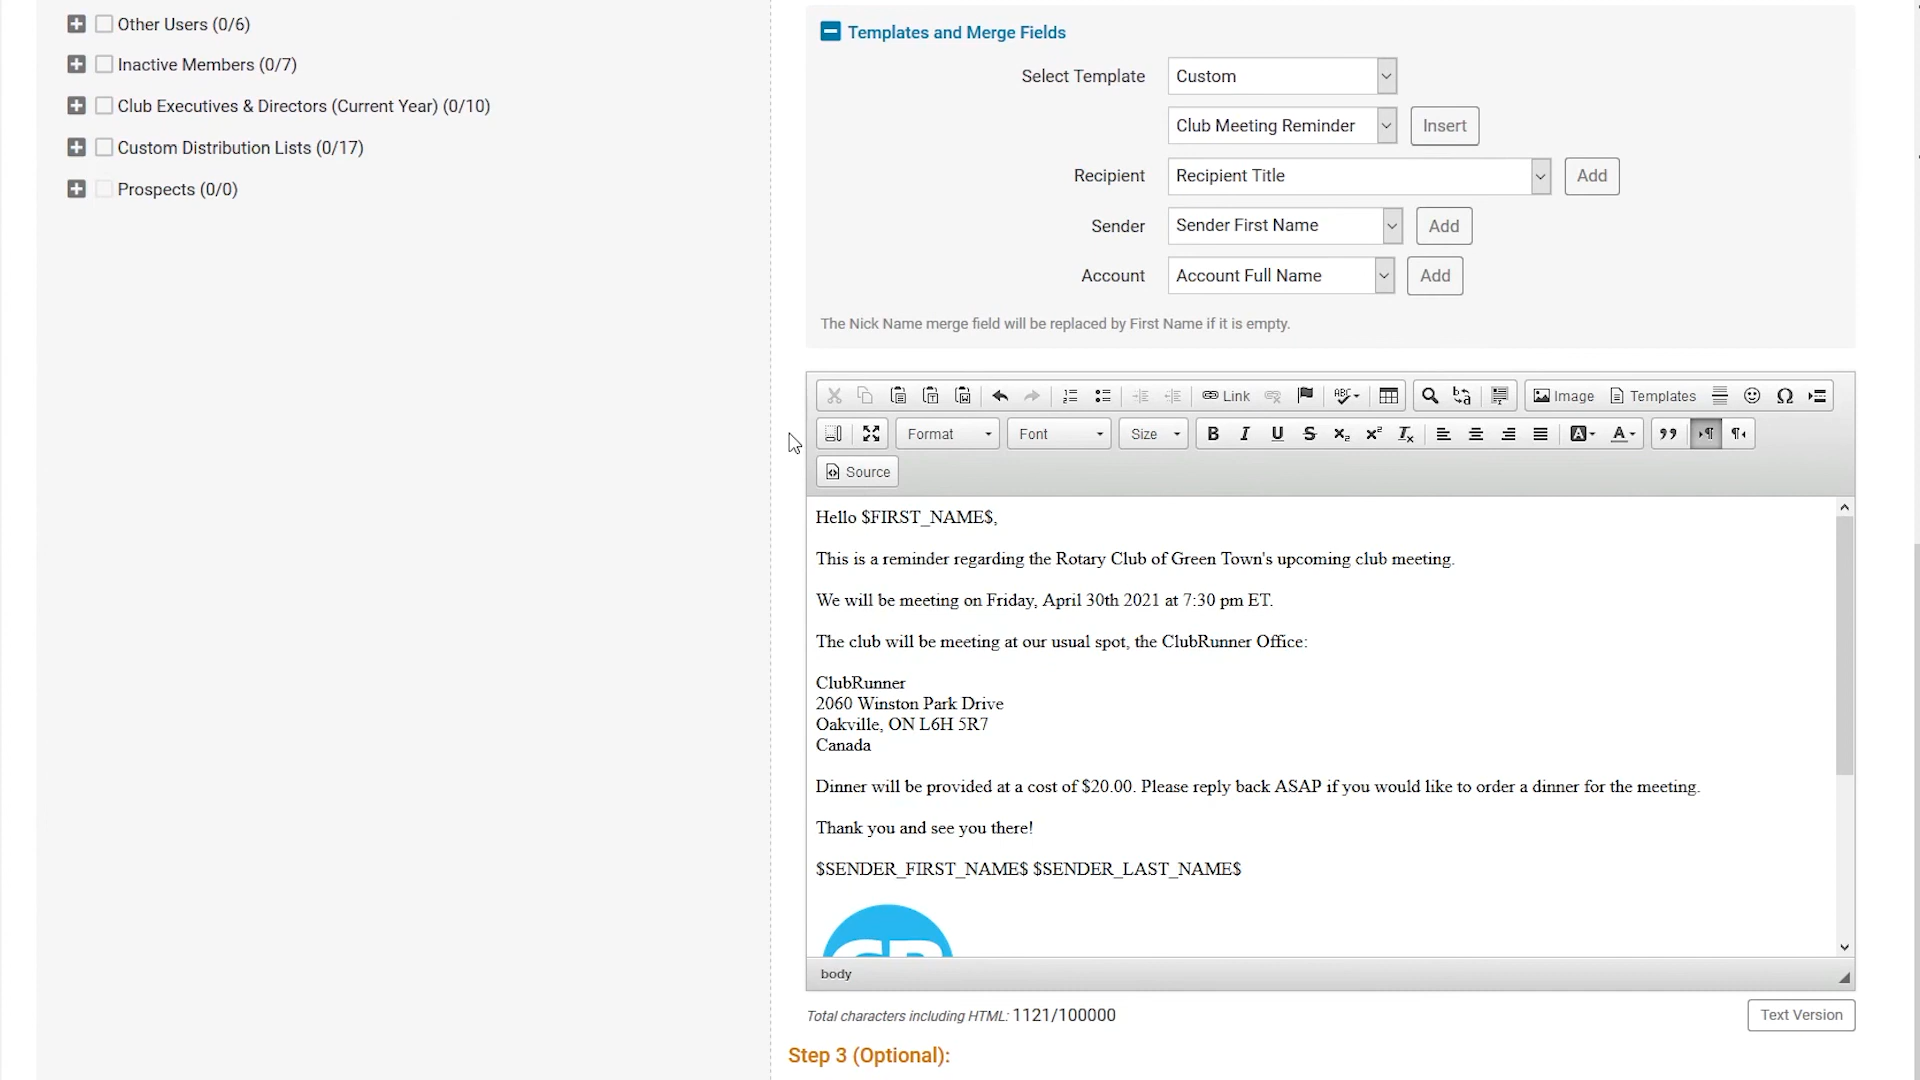 Other Users (0/6)
Inactive Members (0/7)
Club Executives & Directors (Current Year) (0/10)
Custom Distribution Lists (0/17)
Prospects (0/0)
Templates and Merge Fields
Select Template Custom
Club Meeting Reminder Insert
Recipient Recipient Title Add
Sender Sender First Name Add
Account Account Full Name Add
The Nick Name merge field will be replaced by First Name if it is empty.
Link Image Templates
Format Font Size
Source
Hello $FIRST_NAME$,
This is a reminder regarding the Rotary Club of Green Town's upcoming club meeting.
We will be meeting on Friday, April 30th 2021 at 7:30 pm ET.
The club will be meeting at our usual spot, the ClubRunner Office:
ClubRunner
2060 Winston Park Drive
Oakville, ON L6H 5R7
Canada
Dinner will be provided at a cost of $20.00. Please reply back ASAP if you would like to order a dinner for the meeting.
Thank you and see you there!
$SENDER_FIRST_NAME$ $SENDER_LAST_NAME$
body
Total characters including HTML: 1121/100000
Text Version
Step 3 (Optional):